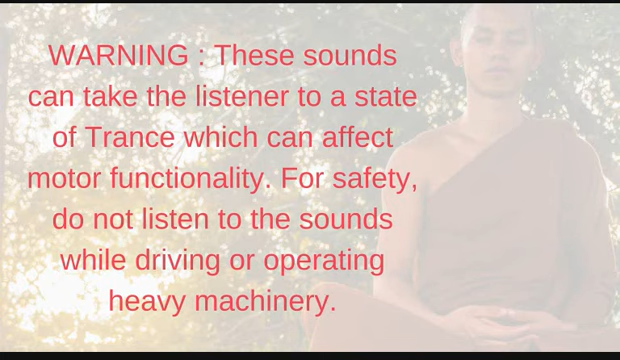 WARNING : These sounds
can take the listener to a state
of Trance which can affect
motor functionality. For safety,
do not listen to the sounds
while driving or operating
heavy machinery.